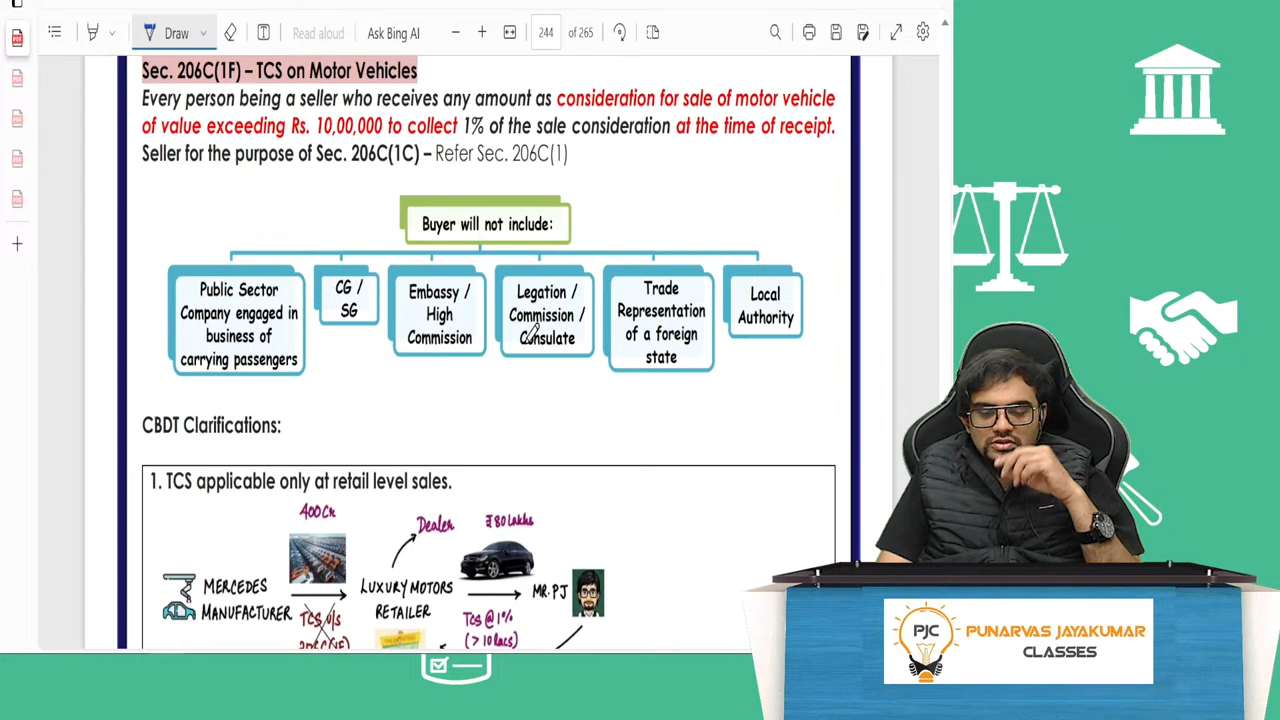 Draw
Read aloud
Ask Bing AI
244
of 265
Sec. 206C(1F) – TCS on Motor Vehicles
Every person being a seller who receives any amount as consideration for sale of motor vehicle
of value exceeding Rs. 10,00,000 to collect 1% of the sale consideration at the time of receipt.
Seller for the purpose of Sec. 206C(1C) – Refer Sec. 206C(1)
Buyer will not include:
Public Sector
Company engaged in
business of
carrying passengers
CG /
SG
Embassy /
High
Commission
Legation /
Commission /
Consulate
Trade
Representation
of a foreign
state
Local
Authority
CBDT Clarifications:
1. TCS applicable only at retail level sales.
400Cr
Dealer
₹80 Lakhs
MERCEDES
MANUFACTURER
LUXURY MOTORS
RETAILER
MR. PJ
TCS u/s
206C(1F)
TCS @ 1%
(> 10 lacs)
PJC
PUNARVAS JAYAKUMAR
CLASSES